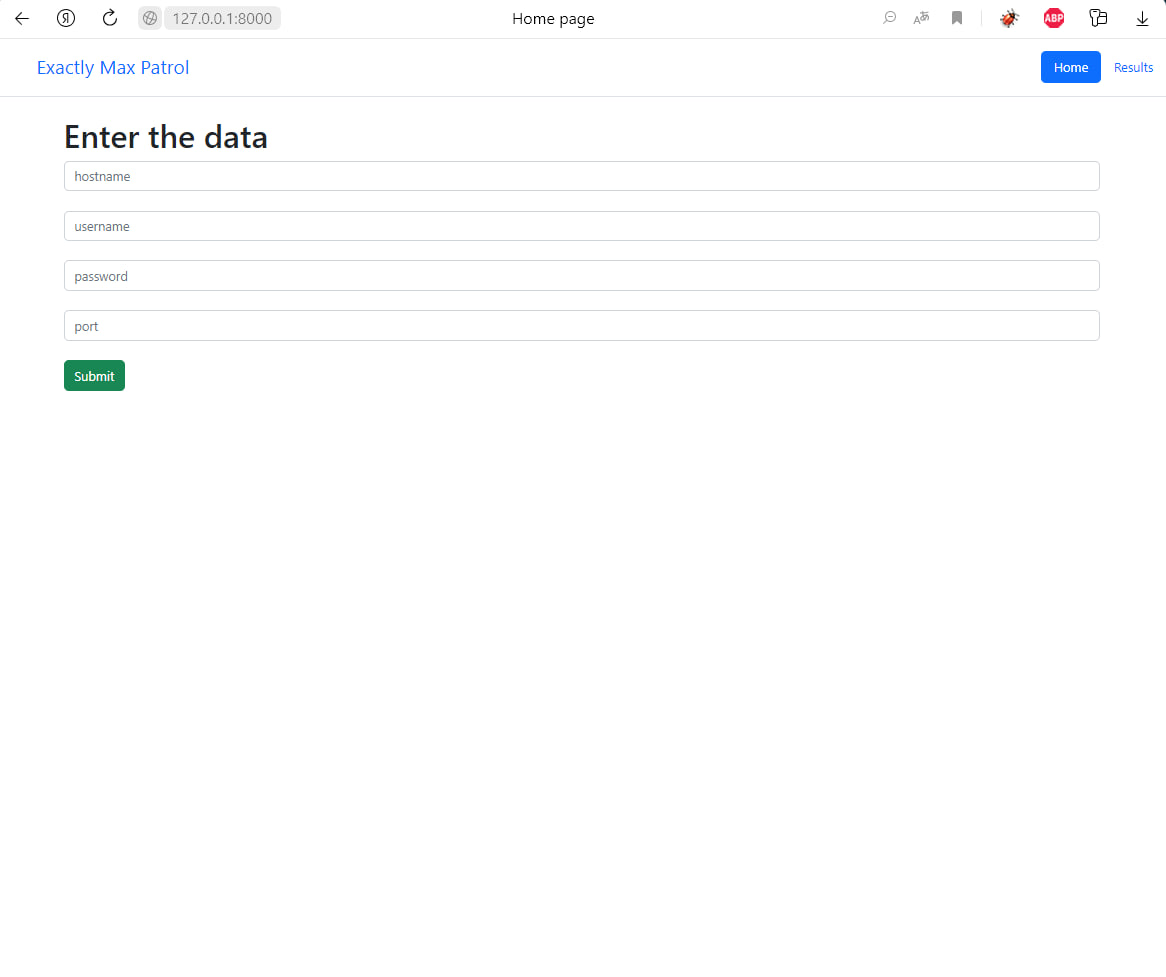 Я 127.0.0.1:8000 Home page ABP
Exactly Max Patrol Home Results
Enter the data
hostname
username
password
port
Submit